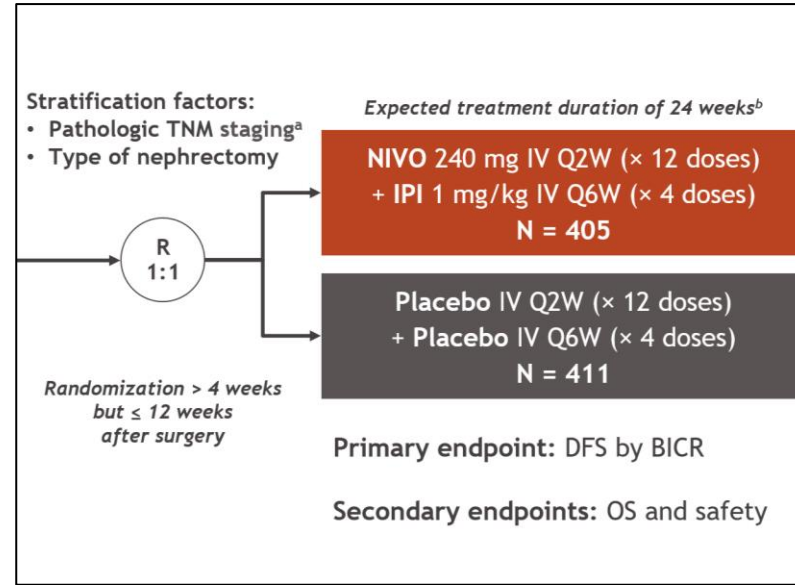 Stratification factors:
• Pathologic TNM stagingᵃ
• Type of nephrectomy
R
1:1
Randomization > 4 weeks
but ≤ 12 weeks
after surgery
Expected treatment duration of 24 weeksᵇ
NIVO 240 mg IV Q2W (× 12 doses)
+ IPI 1 mg/kg IV Q6W (× 4 doses)
N = 405
Placebo IV Q2W (× 12 doses)
+ Placebo IV Q6W (× 4 doses)
N = 411
Primary endpoint: DFS by BICR
Secondary endpoints: OS and safety